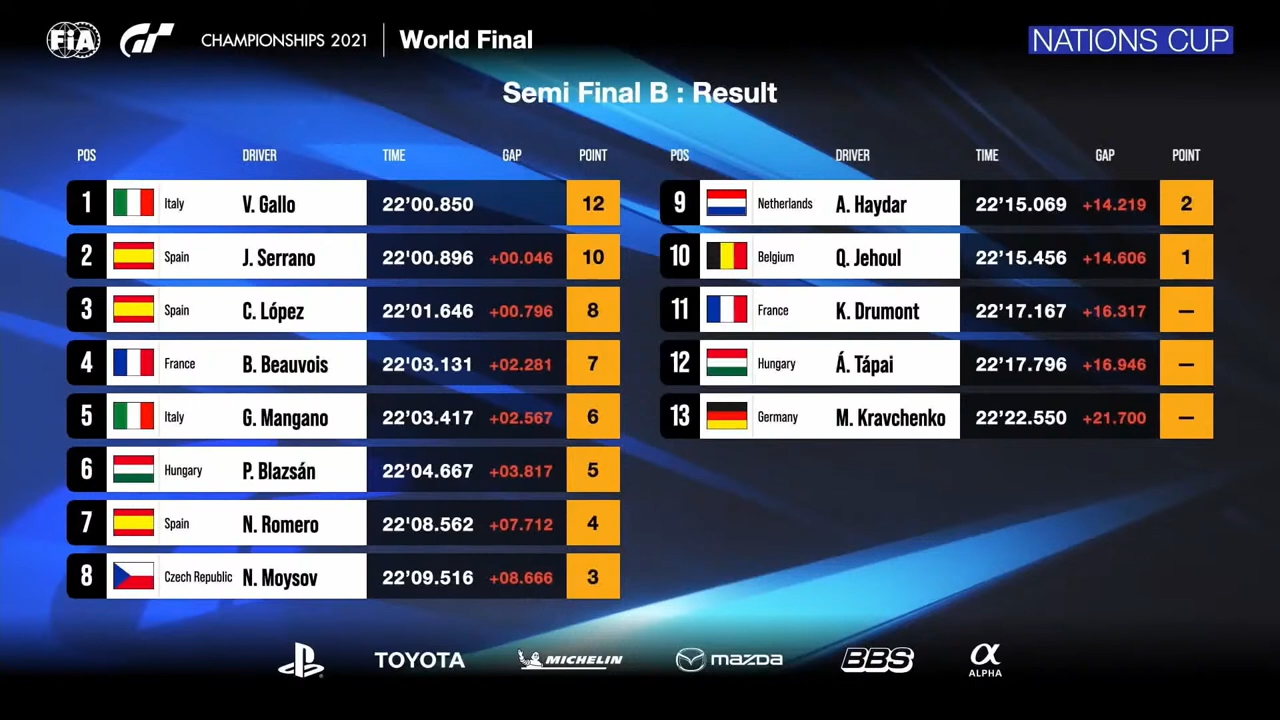 FiA GT CHAMPIONSHIPS 2021 World Final NATIONS CUP
Semi Final B : Result
POS DRIVER TIME GAP POINT
1 Italy V. Gallo 22'00.850 12
2 Spain J. Serrano 22'00.896 +00.046 10
3 Spain C. López 22'01.646 +00.796 8
4 France B. Beauvois 22'03.131 +02.281 7
5 Italy G. Mangano 22'03.417 +02.567 6
6 Hungary P. Blazsán 22'04.667 +03.817 5
7 Spain N. Romero 22'08.562 +07.712 4
8 Czech Republic N. Moysov 22'09.516 +08.666 3
POS DRIVER TIME GAP POINT
9 Netherlands A. Haydar 22'15.069 +14.219 2
10 Belgium Q. Jehoul 22'15.456 +14.606 1
11 France K. Drumont 22'17.167 +16.317 —
12 Hungary Á. Tápai 22'17.796 +16.946 —
13 Germany M. Kravchenko 22'22.550 +21.700 —
TOYOTA MICHELIN mazda BBS α ALPHA